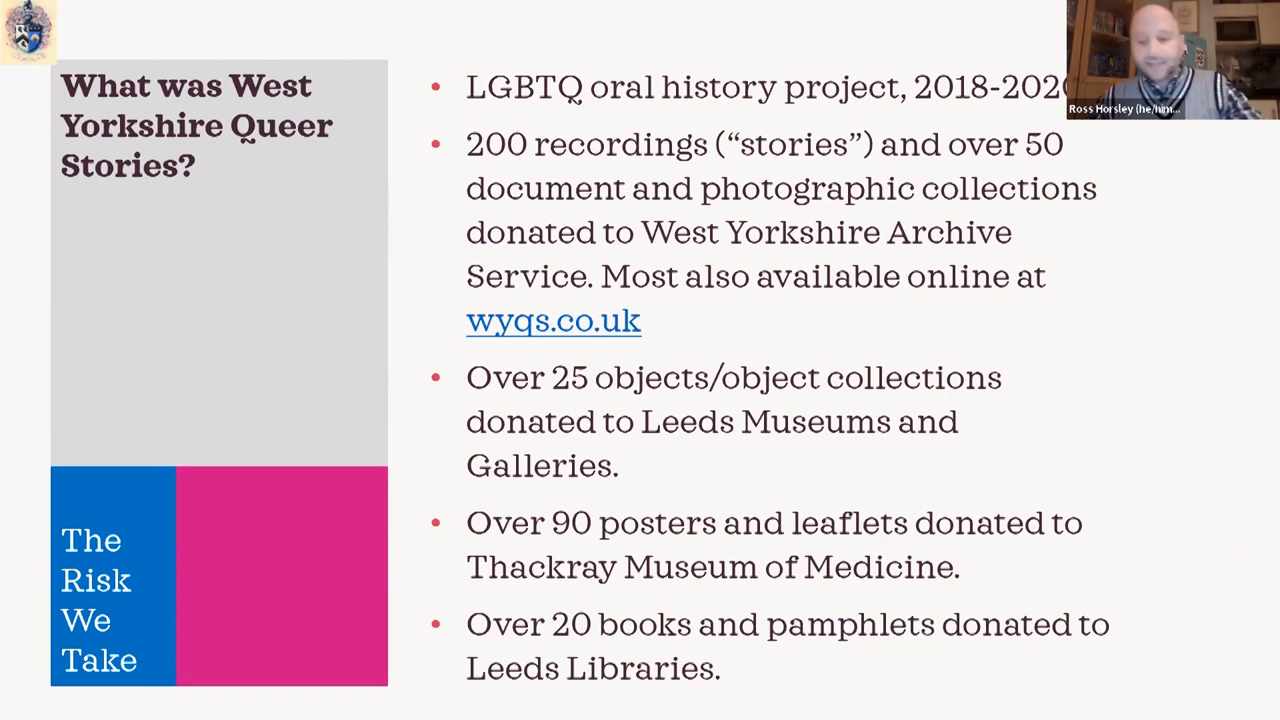 What was West
Yorkshire Queer
Stories?
The
Risk
We
Take
• LGBTQ oral history project, 2018-202
• 200 recordings (“stories”) and over 50
document and photographic collections
donated to West Yorkshire Archive
Service. Most also available online at
wyqs.co.uk
• Over 25 objects/object collections
donated to Leeds Museums and
Galleries.
• Over 90 posters and leaflets donated to
Thackray Museum of Medicine.
• Over 20 books and pamphlets donated to
Leeds Libraries.
Ross Horsley (he/him...